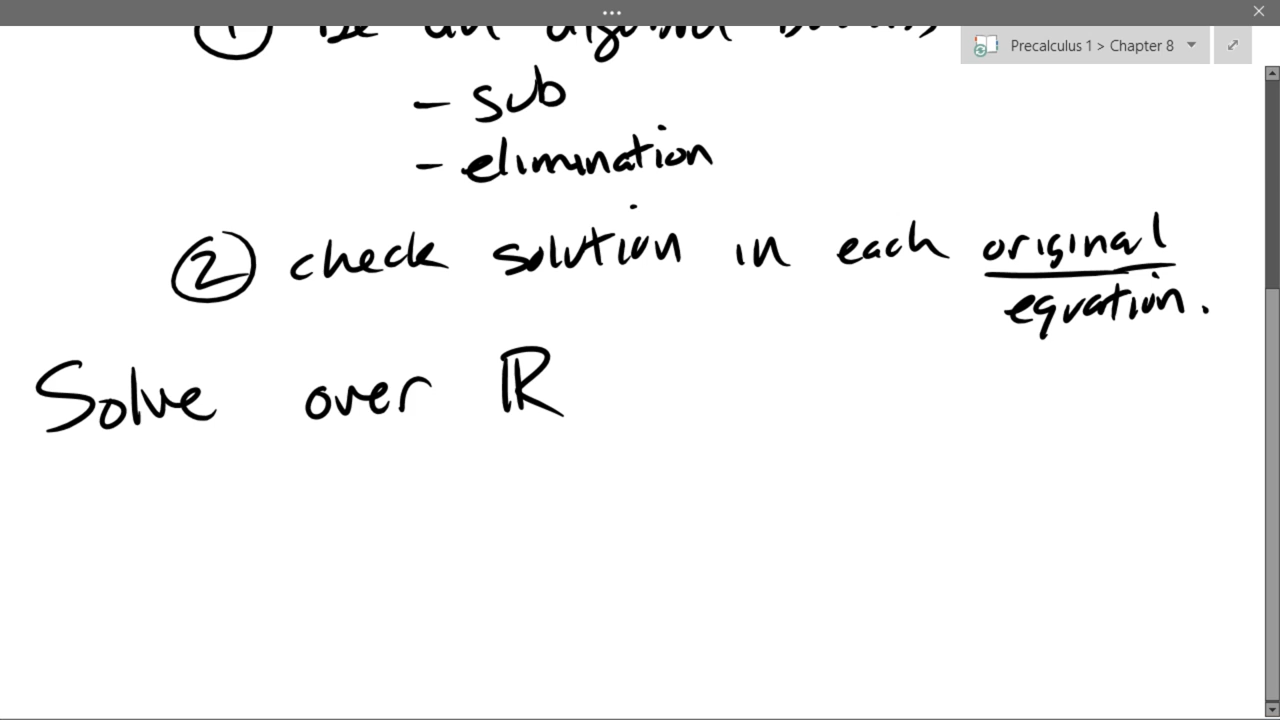 Precalculus 1 > Chapter 8
- sub
- elimination
② check solution in each original
equation.
Solve over ℝ